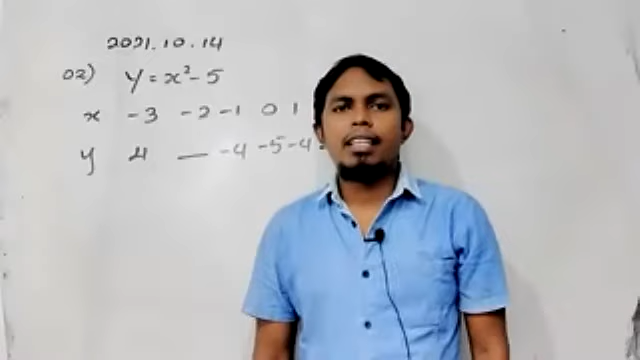 2021.10.14
02) y = x² - 5
x -3 -2 -1 0 1
y 4 — -4 -5 -4